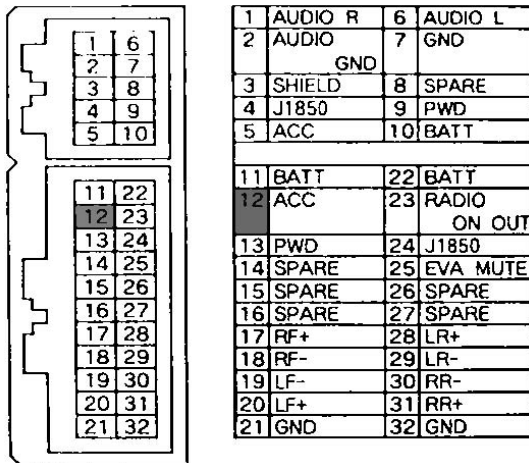 1 6
2 7
3 8
4 9
5 10
11 22
12 23
13 24
14 25
15 26
16 27
17 28
18 29
19 30
20 31
21 32
1 AUDIO R 6 AUDIO L
2 AUDIO 7 GND
GND
3 SHIELD 8 SPARE
4 J1850 9 PWD
5 ACC 10 BATT
11 BATT 22 BATT
12 ACC 23 RADIO
ON OUT
13 PWD 24 J1850
14 SPARE 25 EVA MUTE
15 SPARE 26 SPARE
16 SPARE 27 SPARE
17 RF+ 28 LR+
18 RF- 29 LR-
19 LF- 30 RR-
20 LF+ 31 RR+
21 GND 32 GND